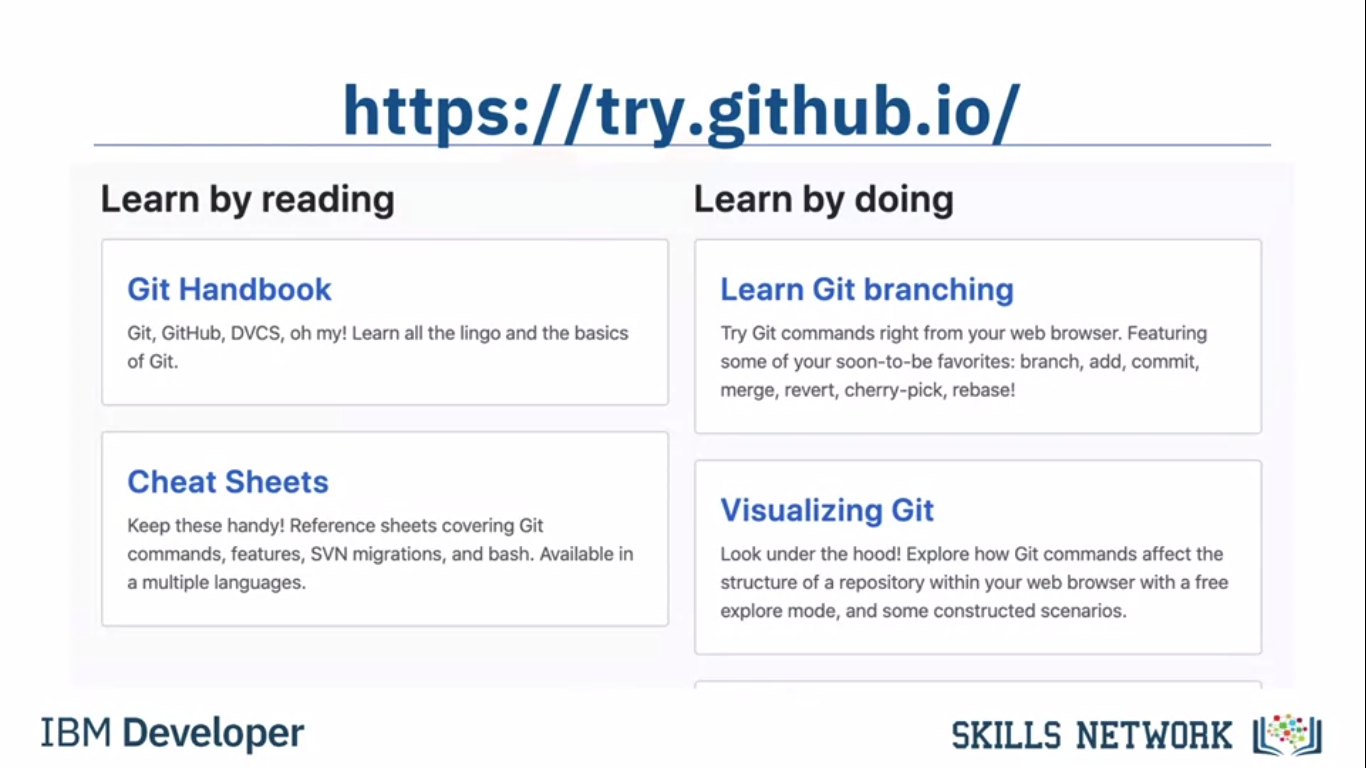 https://try.github.io/
Learn by reading
Git Handbook
Git, GitHub, DVCS, oh my! Learn all the lingo and the basics
of Git.
Cheat Sheets
Keep these handy! Reference sheets covering Git
commands, features, SVN migrations, and bash. Available in
a multiple languages.
Learn by doing
Learn Git branching
Try Git commands right from your web browser. Featuring
some of your soon-to-be favorites: branch, add, commit,
merge, revert, cherry-pick, rebase!
Visualizing Git
Look under the hood! Explore how Git commands affect the
structure of a repository within your web browser with a free
explore mode, and some constructed scenarios.
IBM Developer
SKILLS NETWORK